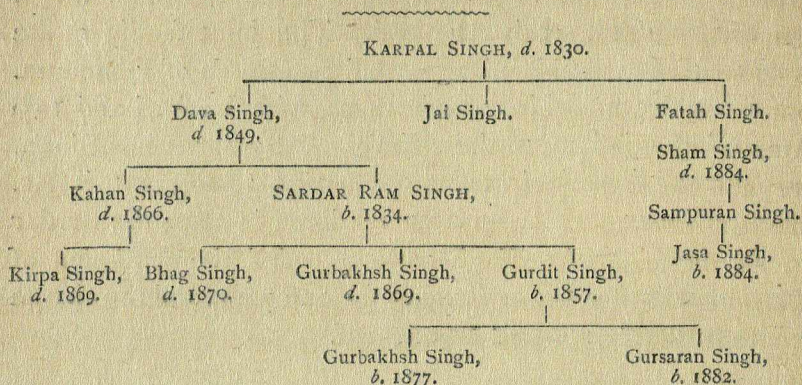 KARPAL SINGH, d. 1830.
Dava Singh, Jai Singh. Fatah Singh.
d 1849.
Sham Singh,
d. 1884.
Kahan Singh, SARDAR RAM SINGH,
d. 1866. b. 1834.
Sampuran Singh.
Jasa Singh,
b. 1884.
Kirpa Singh, Bhag Singh, Gurbakhsh Singh, Gurdit Singh,
d. 1869. d. 1870. d. 1869. b. 1857.
Gurbakhsh Singh, Gursaran Singh,
b. 1877. b. 1882.